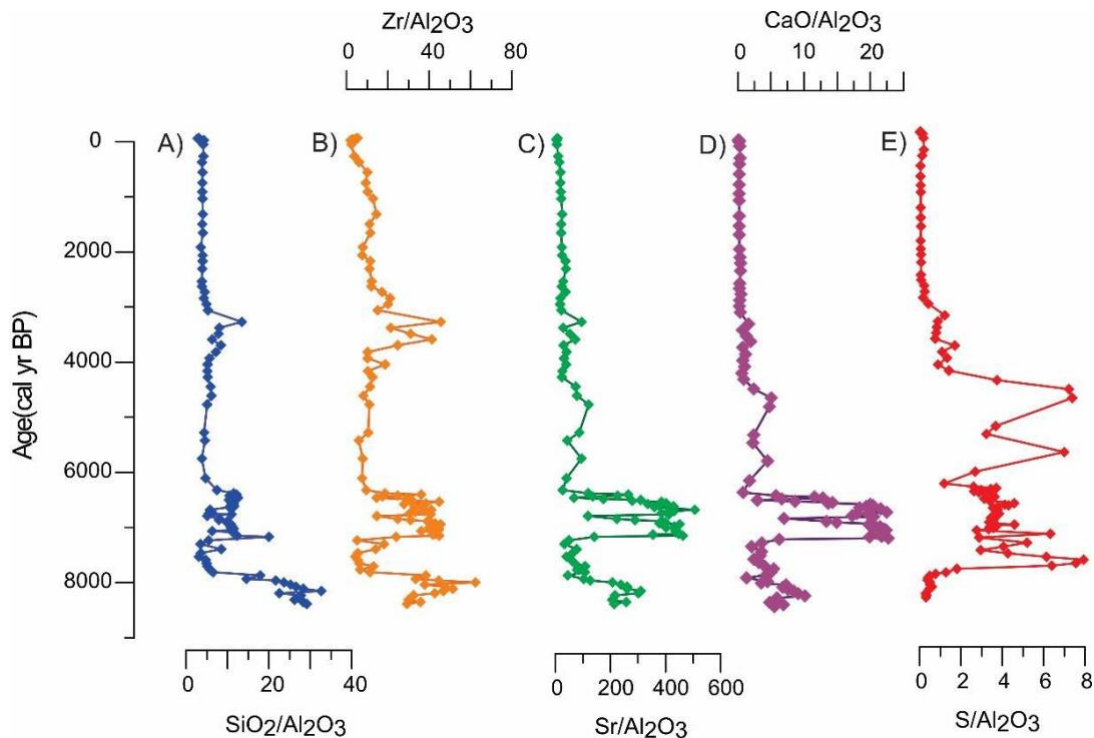 Zr/Al₂O₃
0 40 80
CaO/Al₂O₃
0 10 20
A)
B)
C)
D)
E)
Age(cal yr BP)
0
2000
4000
6000
8000
0 20 40
SiO₂/Al₂O₃
0 200 400 600
Sr/Al₂O₃
0 2 4 6 8
S/Al₂O₃